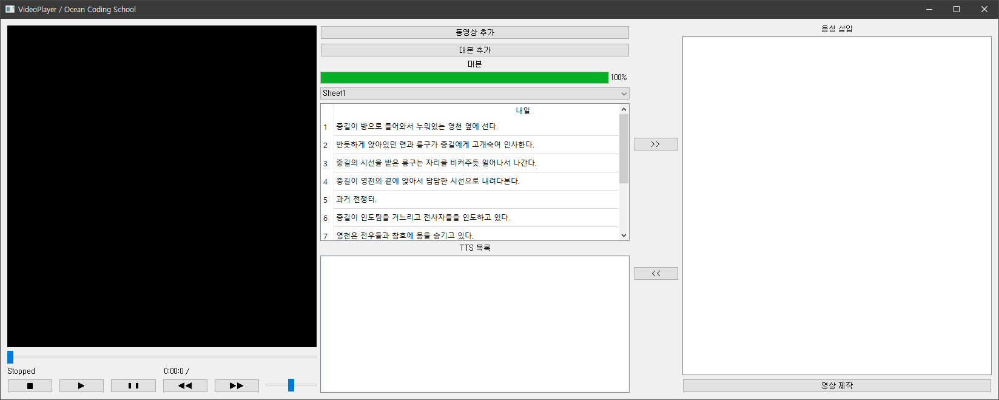 VideoPlayer / Ocean Coding School
동영상 추가
대본 추가
대본
100%
Sheet1
내일
1 중길이 방으로 들어와서 누워있는 영천 옆에 선다.
2 반듯하게 앉아있던 련과 륭구가 중길에게 고개숙여 인사한다.
3 중길의 시선을 받은 륭구는 자리를 비켜주듯 일어나서 나간다.
4 중길이 영천의 곁에 앉아서 담담한 시선으로 내려다본다.
5 과거 전쟁터.
6 중길이 인도팀을 거느리고 전사자들을 인도하고 있다.
7 영천은 전우들과 참호에 몸을 숨기고 있다.
TTS 목록
Stopped
0:00:0 /
>>
<<
음성 삽입
영상 제작